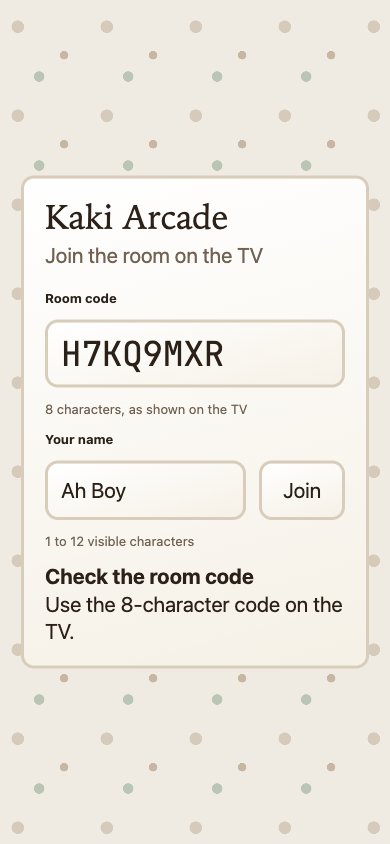 Kaki Arcade
Join the room on the TV
Room code
H7KQ9MXR
8 characters, as shown on the TV
Your name
Ah Boy
Join
1 to 12 visible characters
Check the room code
Use the 8-character code on the
TV.